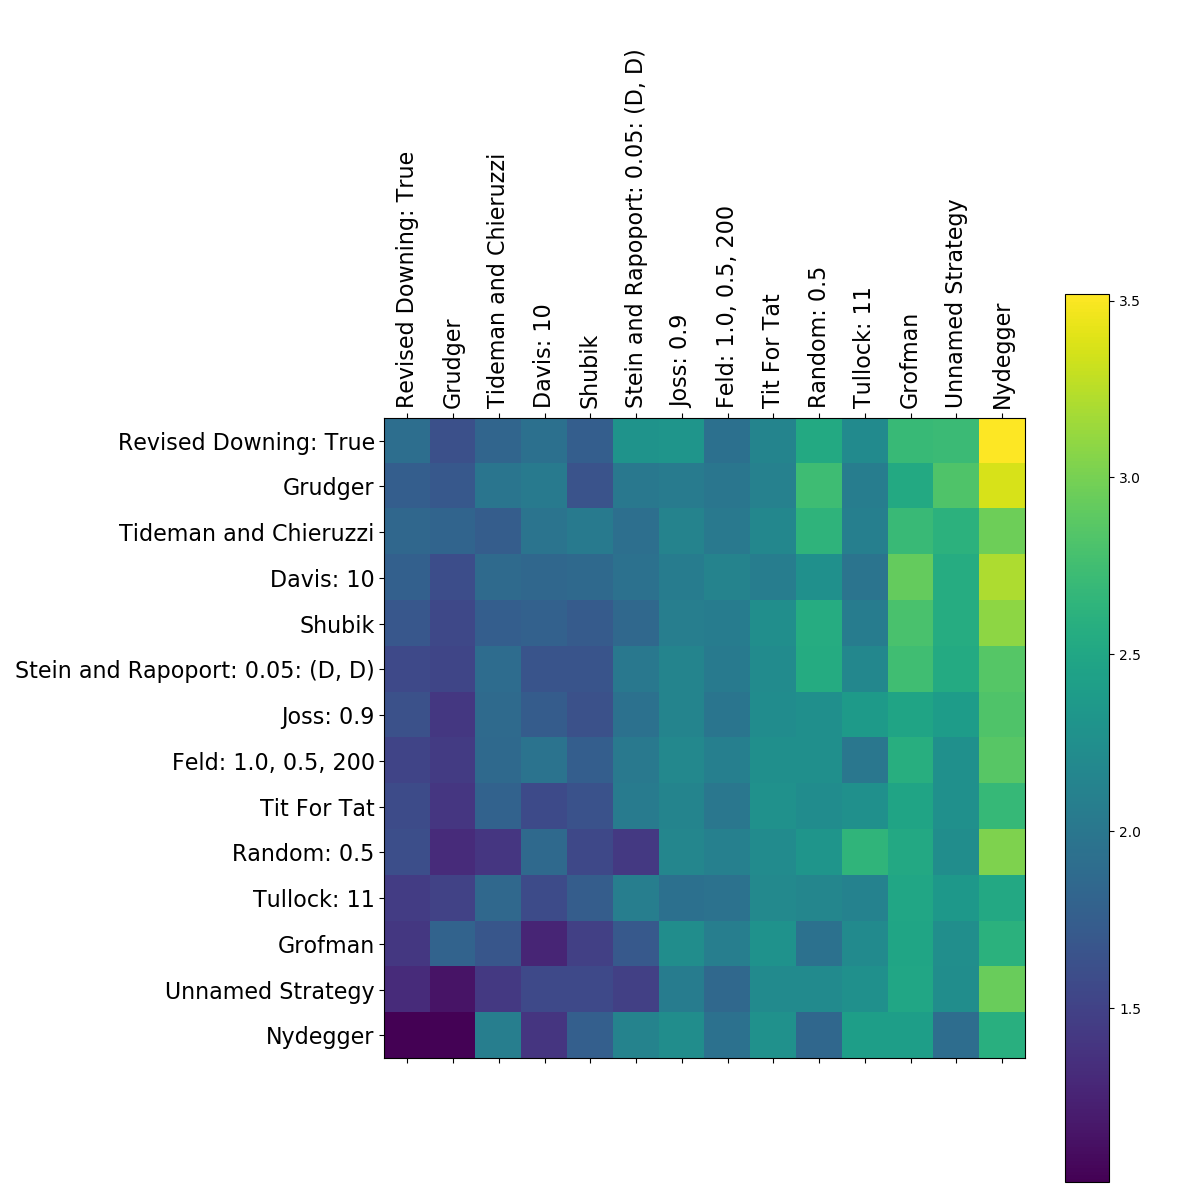 Revised Downing: True
Grudger
Tideman and Chieruzzi
Davis: 10
Shubik
Stein and Rapoport: 0.05: (D, D)
Joss: 0.9
Feld: 1.0, 0.5, 200
Tit For Tat
Random: 0.5
Tullock: 11
Grofman
Unnamed Strategy
Nydegger
Revised Downing: True
Grudger
Tideman and Chieruzzi
Davis: 10
Shubik
Stein and Rapoport: 0.05: (D, D)
Joss: 0.9
Feld: 1.0, 0.5, 200
Tit For Tat
Random: 0.5
Tullock: 11
Grofman
Unnamed Strategy
Nydegger
3.5
3.0
2.5
2.0
1.5